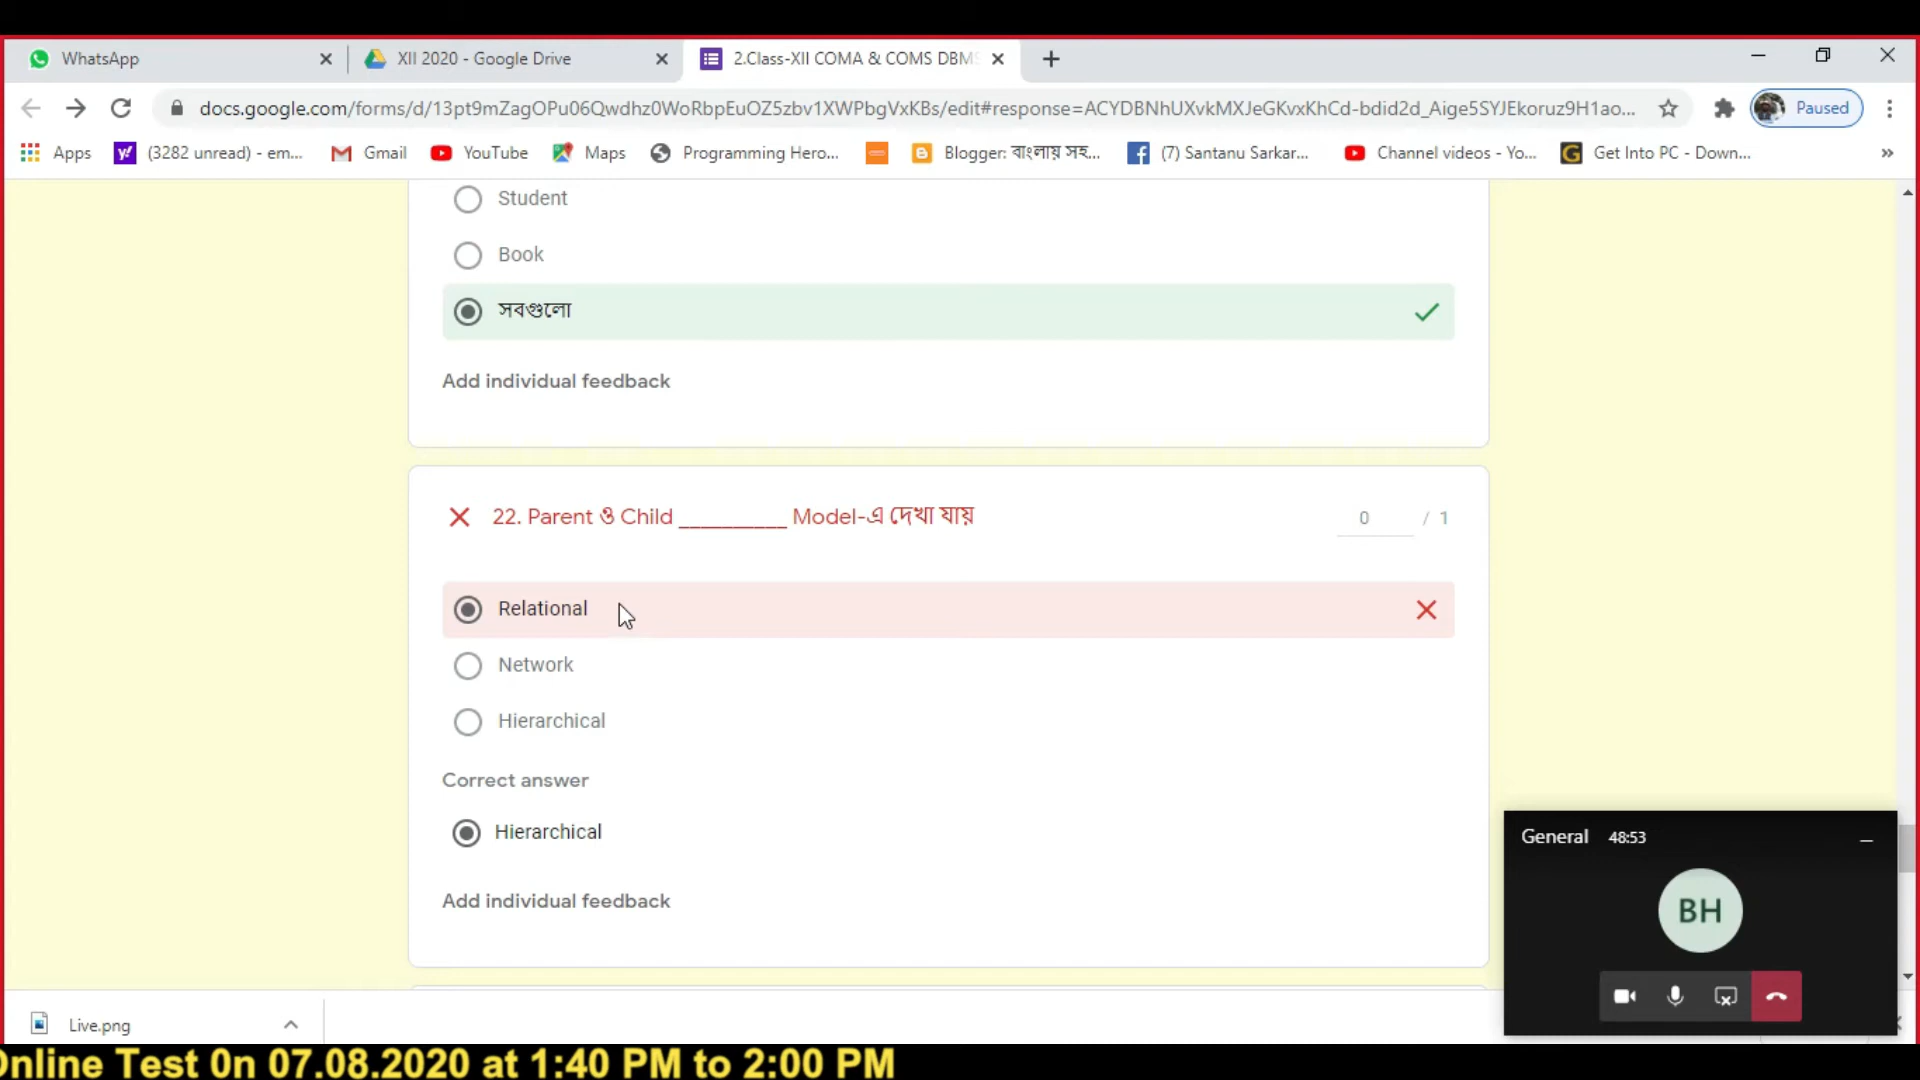 WhatsApp
XII 2020 - Google Drive
2.Class-XII COMA & COMS DBMS
docs.google.com/forms/d/13pt9mZagOPu06Qwdhz0WoRbpEuOZ5zbv1XWPbgVxKBs/edit#response=ACYDBNhUXvkMXJeGKvxKhCd-bdid2d_Aige5SYJEkoruz9H1ao...
Paused
Apps
(3282 unread) - em...
Gmail
YouTube
Maps
Programming Hero...
Blogger: বাংলায় সহ...
(7) Santanu Sarkar...
Channel videos - Yo...
Get Into PC - Down...
Student
Book
সবগুলো
Add individual feedback
22. Parent ও Child __________ Model-এ দেখা যায়
0 / 1
Relational
Network
Hierarchical
Correct answer
Hierarchical
Add individual feedback
General 48:53
BH
Live.png
Online Test 0n 07.08.2020 at 1:40 PM to 2:00 PM